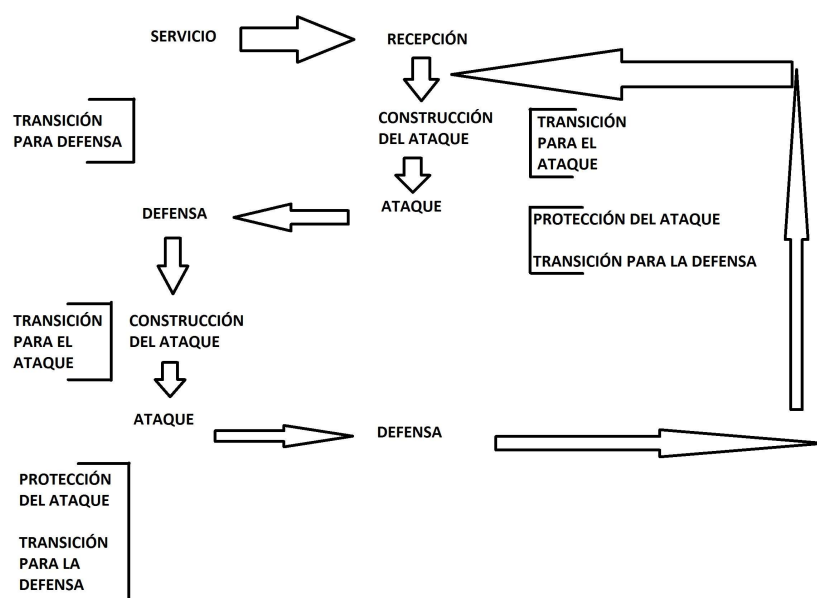 SERVICIO
RECEPCIÓN
TRANSICIÓN
PARA DEFENSA
CONSTRUCCIÓN
DEL ATAQUE
TRANSICIÓN
PARA EL
ATAQUE
ATAQUE
DEFENSA
PROTECCIÓN DEL ATAQUE
TRANSICIÓN PARA LA DEFENSA
TRANSICIÓN
PARA EL
ATAQUE
CONSTRUCCIÓN
DEL ATAQUE
ATAQUE
DEFENSA
PROTECCIÓN
DEL ATAQUE
TRANSICIÓN
PARA LA
DEFENSA